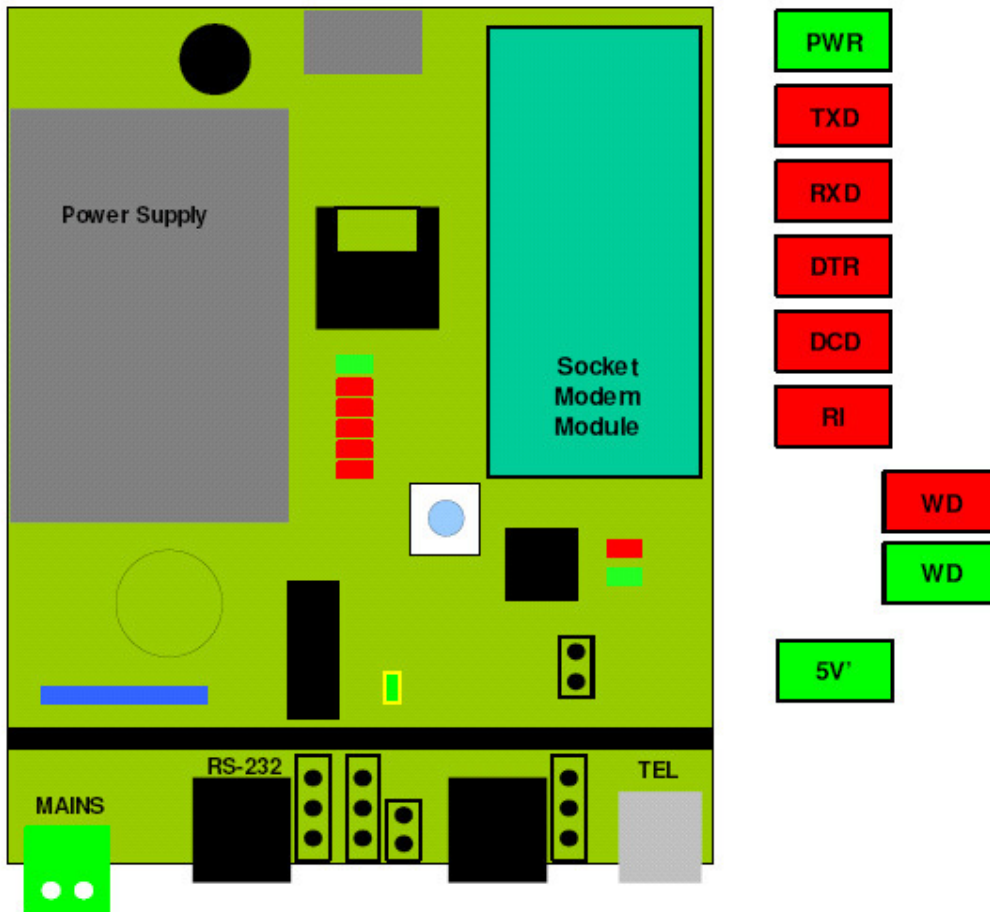 PWR
TXD
RXD
Power Supply
DTR
DCD
Socket
Modem
Module
RI
WD
WD
5V'
RS-232
TEL
MAINS